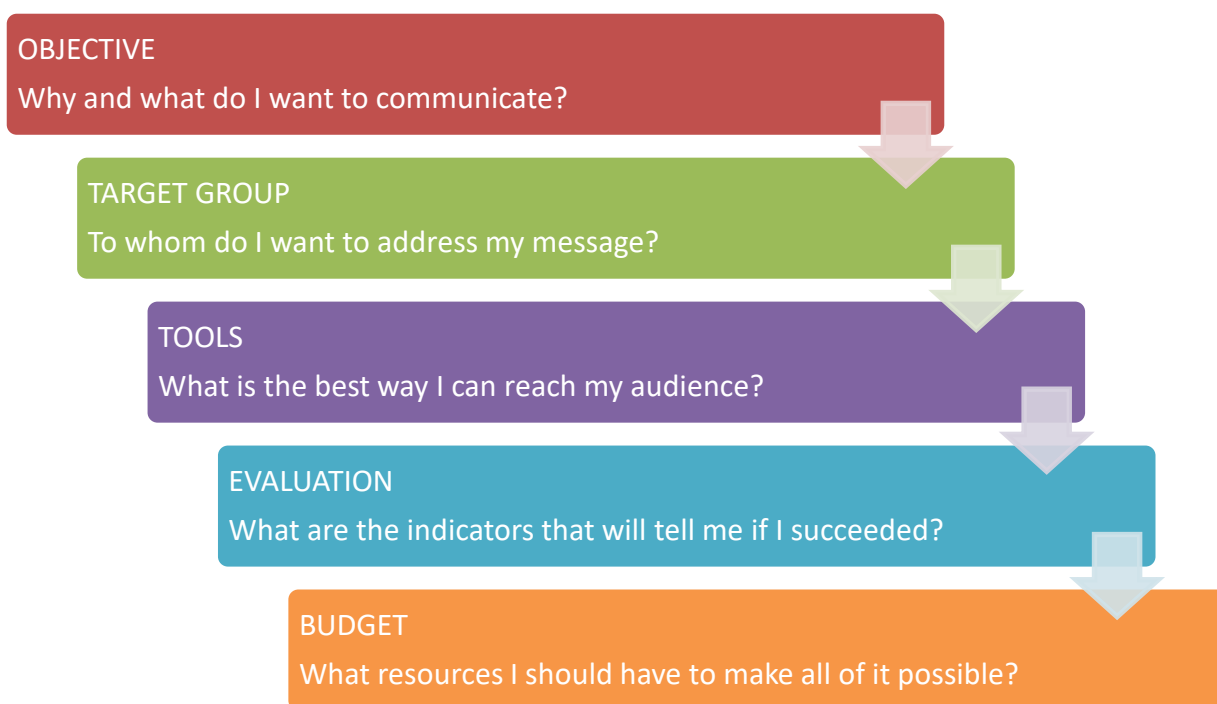 OBJECTIVE
Why and what do I want to communicate?
TARGET GROUP
To whom do I want to address my message?
TOOLS
What is the best way I can reach my audience?
EVALUATION
What are the indicators that will tell me if I succeeded?
BUDGET
What resources I should have to make all of it possible?